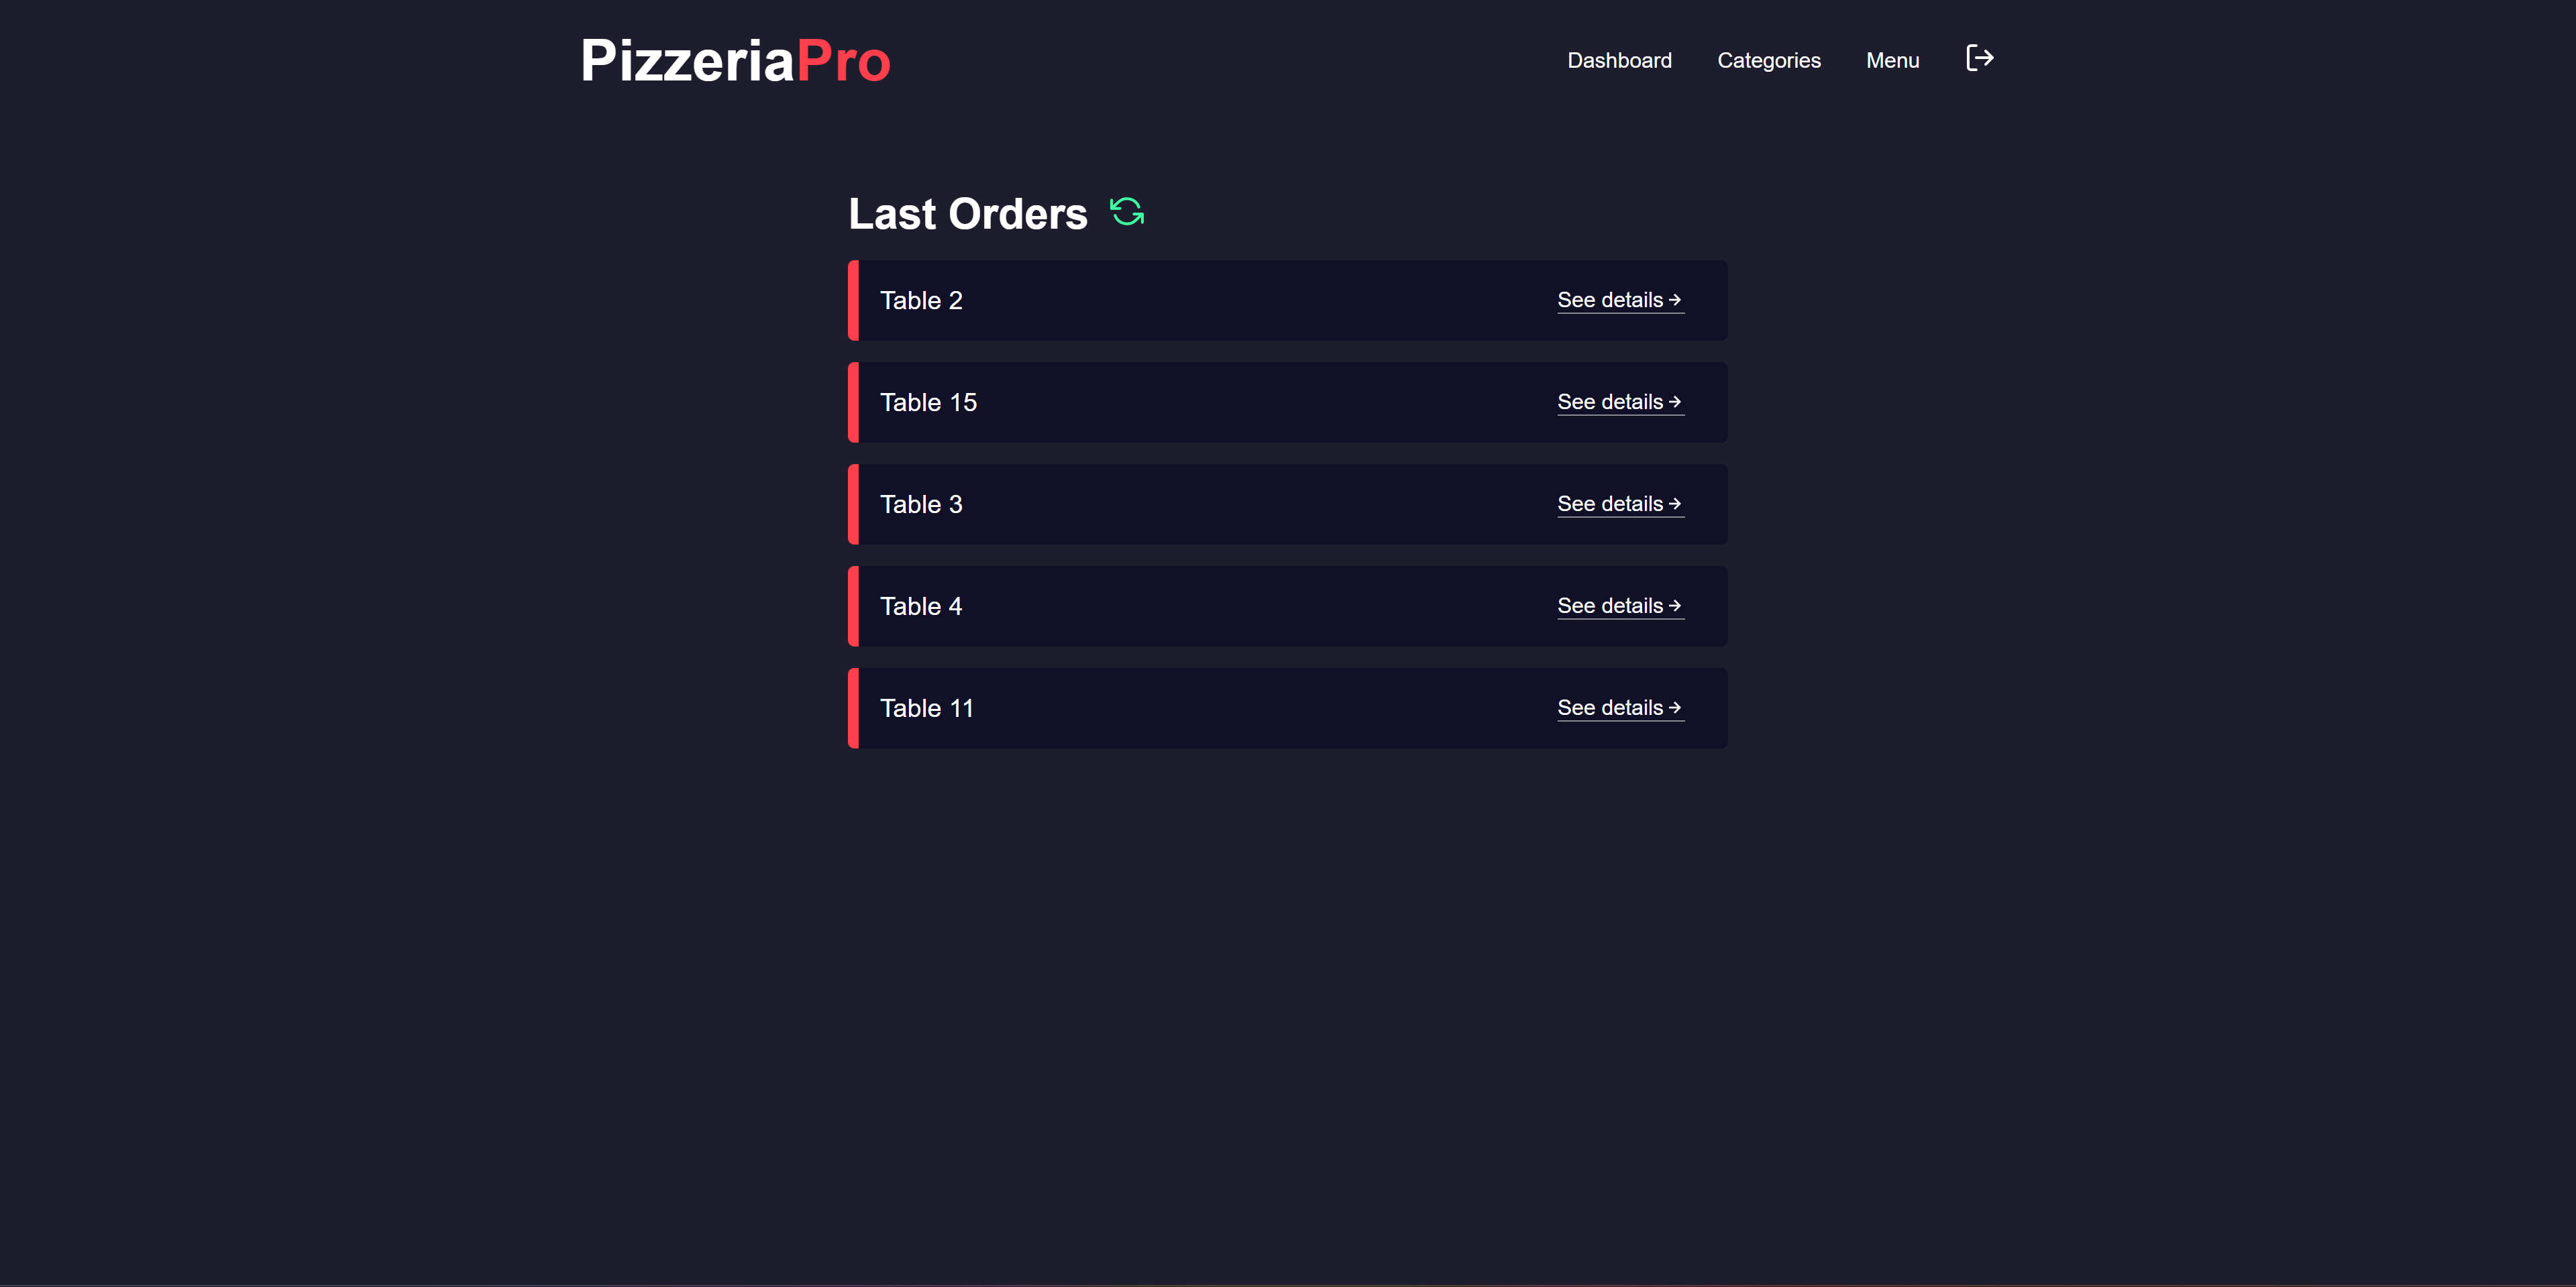 PizzeriaPro
Dashboard Categories Menu
Last Orders
Table 2 See details
Table 15 See details
Table 3 See details
Table 4 See details
Table 11 See details